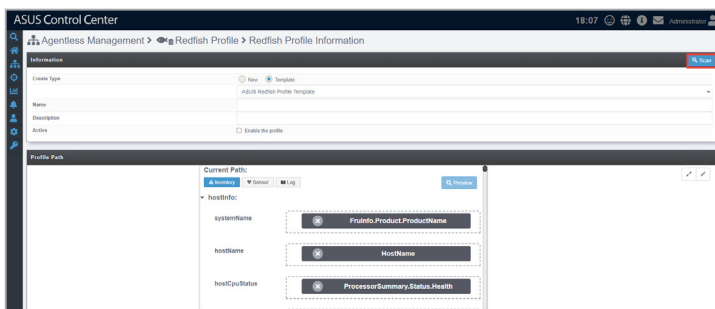 ASUS Control Center
18:07
Administrator
Agentless Management > Redfish Profile > Redfish Profile Information
Information
Scan
Create Type
New Template
ASUS Redfish Profile Template
Name
Description
Active
Enable the profile
Profile Path
Current Path:
Inventory Sensor Log
Preview
hostInfo:
systemName
FruInfo.Product.ProductName
hostName
HostName
hostCpuStatus
ProcessorSummary.Status.Health